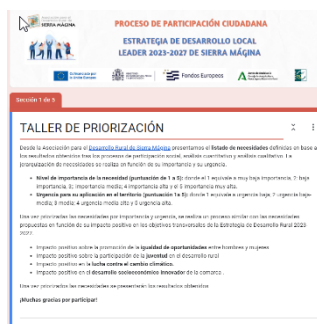 SIERRA MÁGINA
PROCESO DE PARTICIPACIÓN CIUDADANA
ESTRATEGIA DE DESARROLLO LOCAL
LEADER 2023-2027 DE SIERRA MÁGINA
Fondos Europeos
Sección 1 de 5
TALLER DE PRIORIZACIÓN
Desde la Asociación para el Desarrollo Rural de Sierra Mágina presentamos el listado de necesidades definidas en base a
los resultados obtenidos tras los procesos de participación social, análisis cuantitativo y análisis cualitativo. La
jerarquización de necesidades se realiza en función de su importancia y su urgencia.
Nivel de importancia de la necesidad (puntuación de 1 a 5): donde el 1 equivale a muy baja importancia, 2: baja
importancia, 3: importancia media, 4 importancia alta y el 5 importancia muy alta.
Urgencia para su aplicación en el territorio (puntuación 1 a 5): donde 1 equivale a urgencia baja, 2 urgencia baja-
media, 3 media, 4 urgencia media alta y 5 urgencia alta.
Una vez priorizadas las necesidades por importancia y urgencia, se realiza un proceso similar con las necesidades
propuestas en función de su impacto positivo en los objetivos transversales de la Estrategia de Desarrollo Rural 2023-
2027.
Impacto positivo sobre la promoción de la igualdad de oportunidades entre hombres y mujeres.
Impacto positivo sobre la participación de la juventud en el desarrollo rural
Impacto positivo en la lucha contra el cambio climático.
Impacto positivo en el desarrollo socioeconómico innovador de la comarca.
Una vez priorizadas las necesidades se presentarán los resultados obtenidos.
¡Muchas gracias por participar!